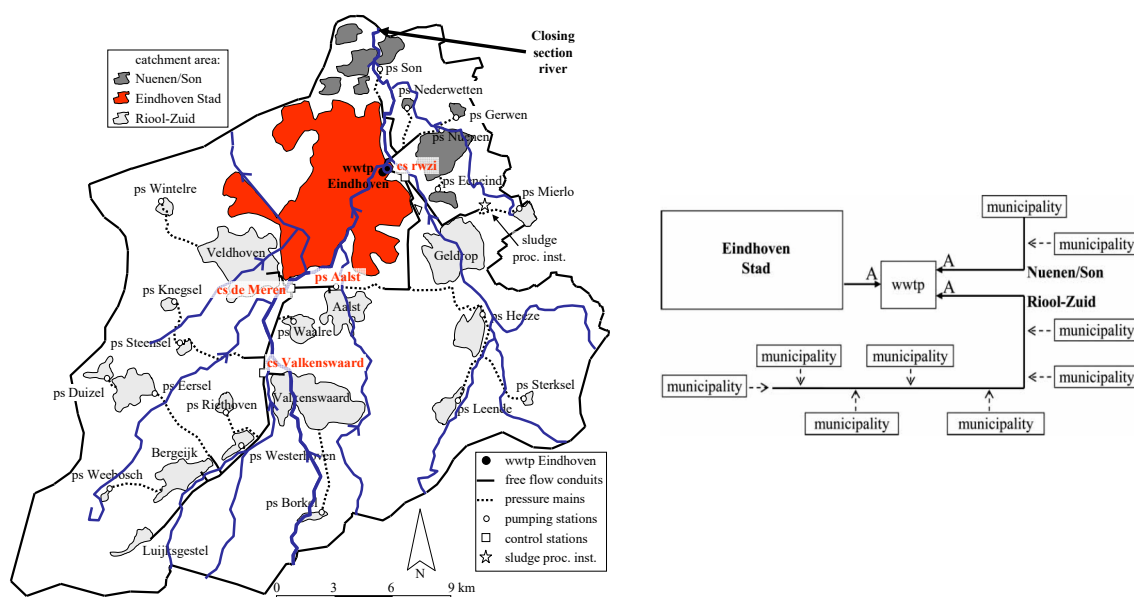 Closing
section
river
catchment area:
Nuenen/Son
Eindhoven Stad
Riool-Zuid
ps Son
ps Nederwetten
ps Gerwen
ps Nuenen
wwtp
Eindhoven
cs rwzi
ps Eeneind
ps Mierlo
ps Wintelre
sludge
proc. inst.
Veldhoven
Geldrop
ps Aalst
cs de Meren
ps Knegsel
Aalst
ps Heeze
ps Waalre
ps Steensel
cs Valkenswaard
ps Duizel
ps Eersel
ps Sterksel
ps Riethoven
Valkenswaard
ps Leende
Bergeijk
ps Westerhoven
ps Weebosch
ps Borkel
Luijksgestel
wwtp Eindhoven
free flow conduits
pressure mains
pumping stations
control stations
sludge proc. inst.
N
0 3 6 9 km
municipality
Eindhoven
Stad
municipality
A
A
wwtp
Nuenen/Son
A
Riool-Zuid
municipality
municipality
municipality
municipality
municipality
municipality
municipality